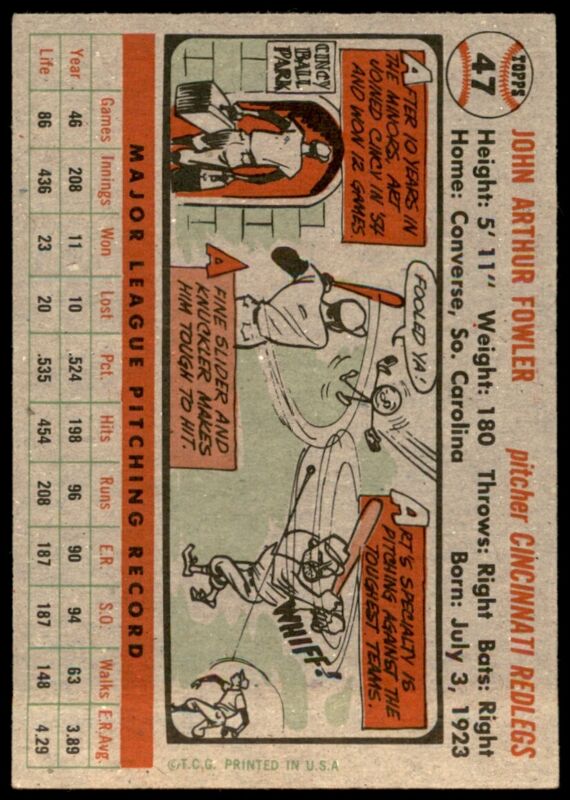 TOPPS
47
JOHN ARTHUR FOWLER pitcher CINCINNATI REDLEGS
Height: 5' 11" Weight: 180 Throws: Right Bats: Right
Home: Converse, So. Carolina Born: July 3, 1923
CINCY
BALL
PARK
AFTER 10 YEARS IN
THE MINORS, ART
JOINED CINCY IN '54
AND WON 12 GAMES.
FOOLED YA!
A FINE SLIDER AND
KNUCKLER MAKES
HIM TOUGH TO HIT.
ART'S SPECIALTY IS
PITCHING AGAINST THE
TOUGHEST TEAMS.
WHIFF!
MAJOR LEAGUE PITCHING RECORD
Games Innings Won Lost Pct. Hits Runs E.R. S.O. Walks E.R.Avg.
Year 46 208 11 10 .524 198 96 90 94 63 3.89
Life 86 436 23 20 .535 454 208 187 187 148 4.29
©T.C.G. PRINTED IN U.S.A